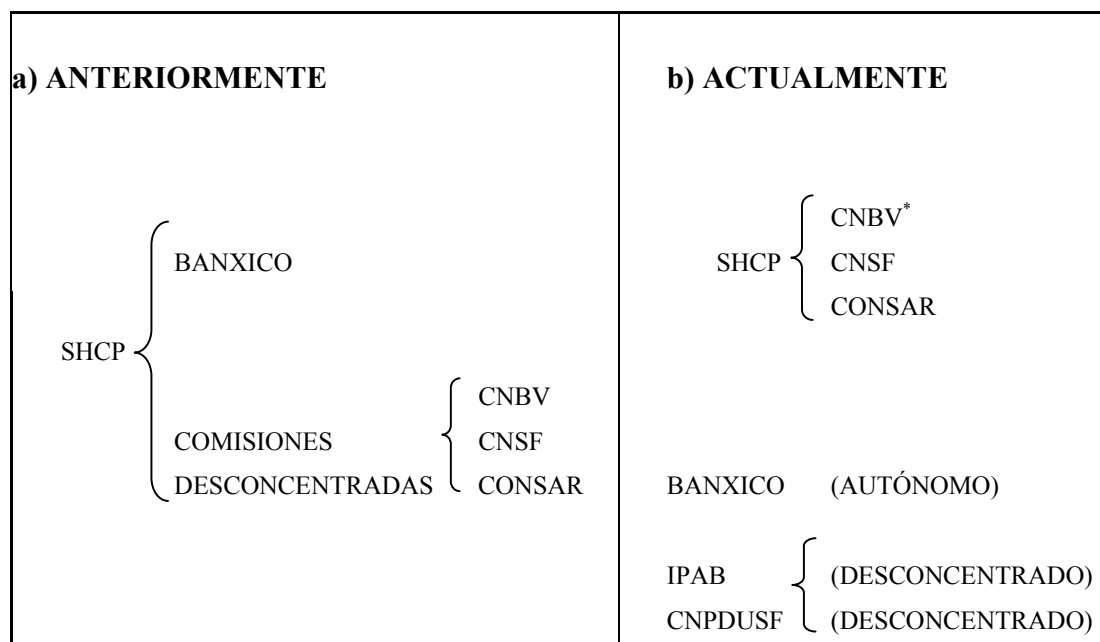 a) ANTERIORMENTE
BANXICO
SHCP
CNBV
COMISIONES CNSF
DESCONCENTRADAS CONSAR
b) ACTUALMENTE
CNBV*
SHCP CNSF
CONSAR
BANXICO (AUTÓNOMO)
IPAB (DESCONCENTRADO)
CNPDUSF (DESCONCENTRADO)